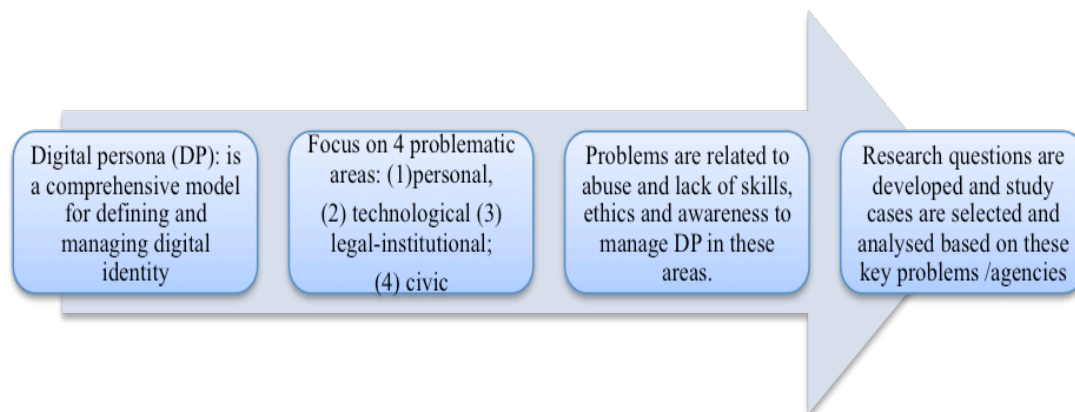 Digital persona (DP): is
a comprehensive model
for defining and
managing digital
identity
Focus on 4 problematic
areas: (1)personal,
(2) technological (3)
legal-institutional;
(4) civic
Problems are related to
abuse and lack of skills,
ethics and awareness to
manage DP in these
areas.
Research questions are
developed and study
cases are selected and
analysed based on these
key problems /agencies